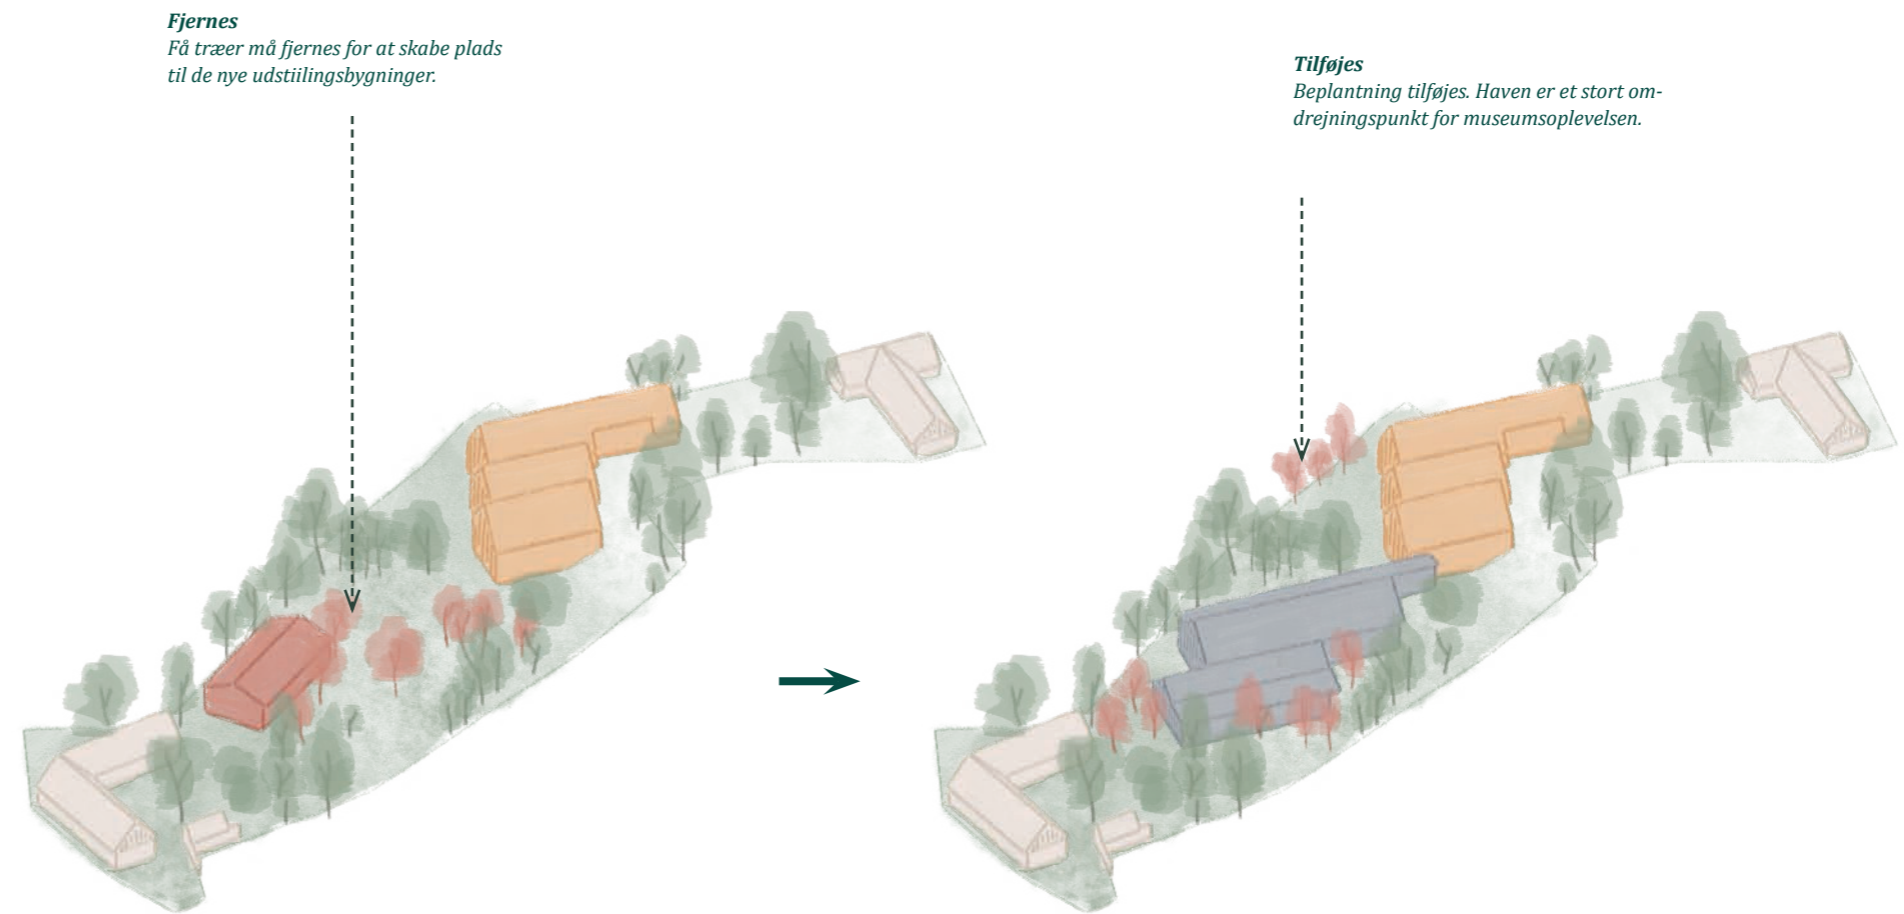 Fjernes
Få træer må fjernes for at skabe plads
til de nye udstiilingsbygninger.
Tilføjes
Beplantning tilføjes. Haven er et stort om-
drejningspunkt for museumsoplevelsen.